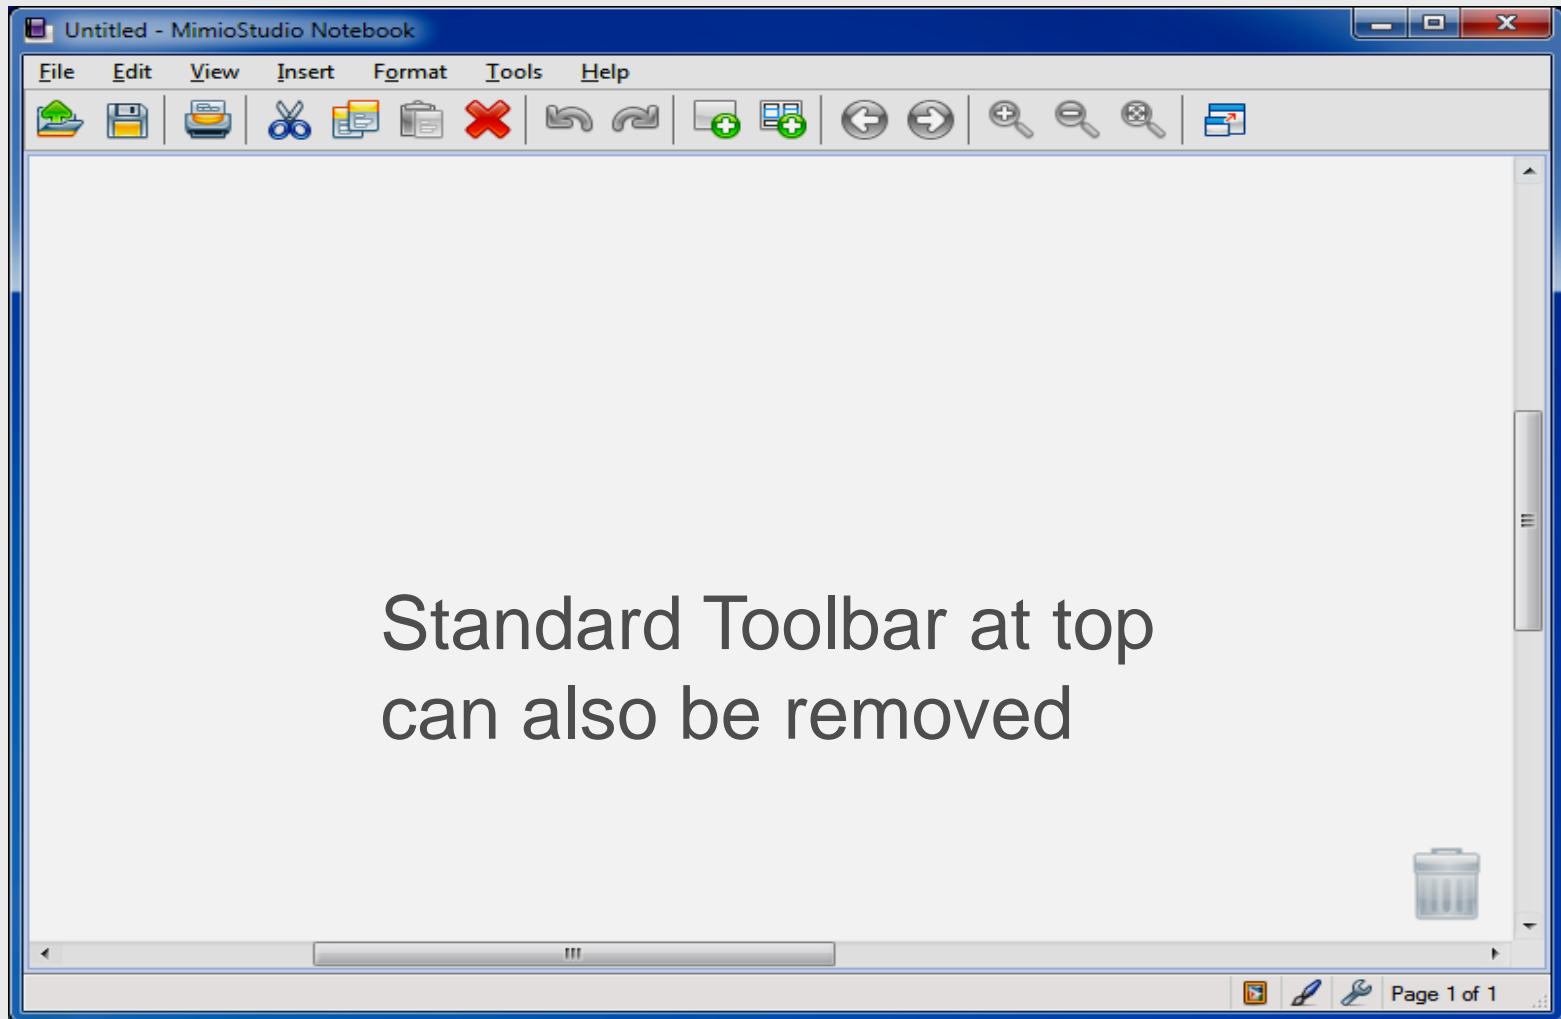 Untitled - MimioStudio Notebook
File Edit View Insert Format Tools Help
Standard Toolbar at top
can also be removed
Page 1 of 1